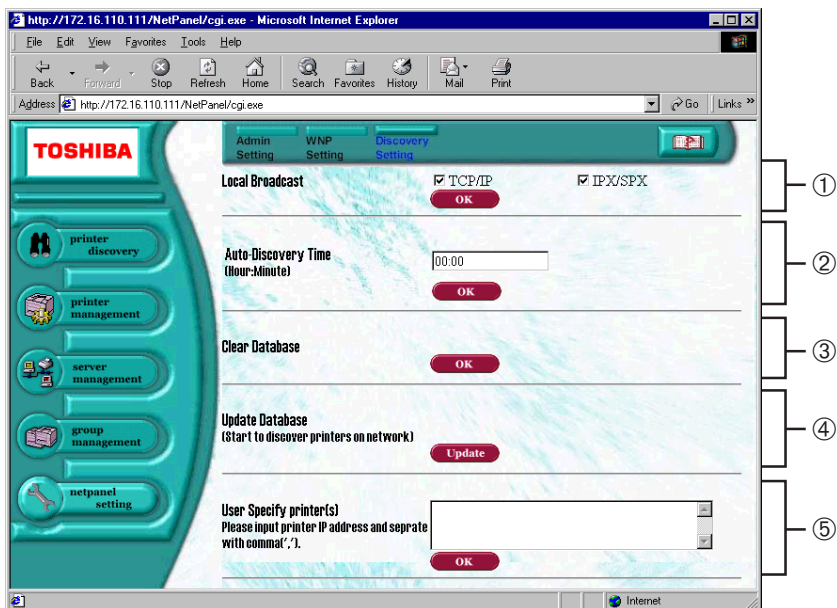 http://172.16.110.111/NetPanel/cgi.exe - Microsoft Internet Explorer
File Edit View Favorites Tools Help
Back Forward Stop Refresh Home Search Favorites History Mail Print
Address http://172.16.110.111/NetPanel/cgi.exe Go Links »
TOSHIBA
Admin Setting
WNP Setting
Discovery Setting
Local Broadcast TCP/IP IPX/SPX
OK
①
printer discovery
Auto-Discovery Time
(Hour:Minute)
00:00
OK
②
printer management
Clear Database
OK
③
server management
Update Database
(Start to discover printers on network)
Update
④
group management
netpanel setting
User Specify printer(s)
Please input printer IP address and seprate
with comma(',').
OK
⑤
Internet